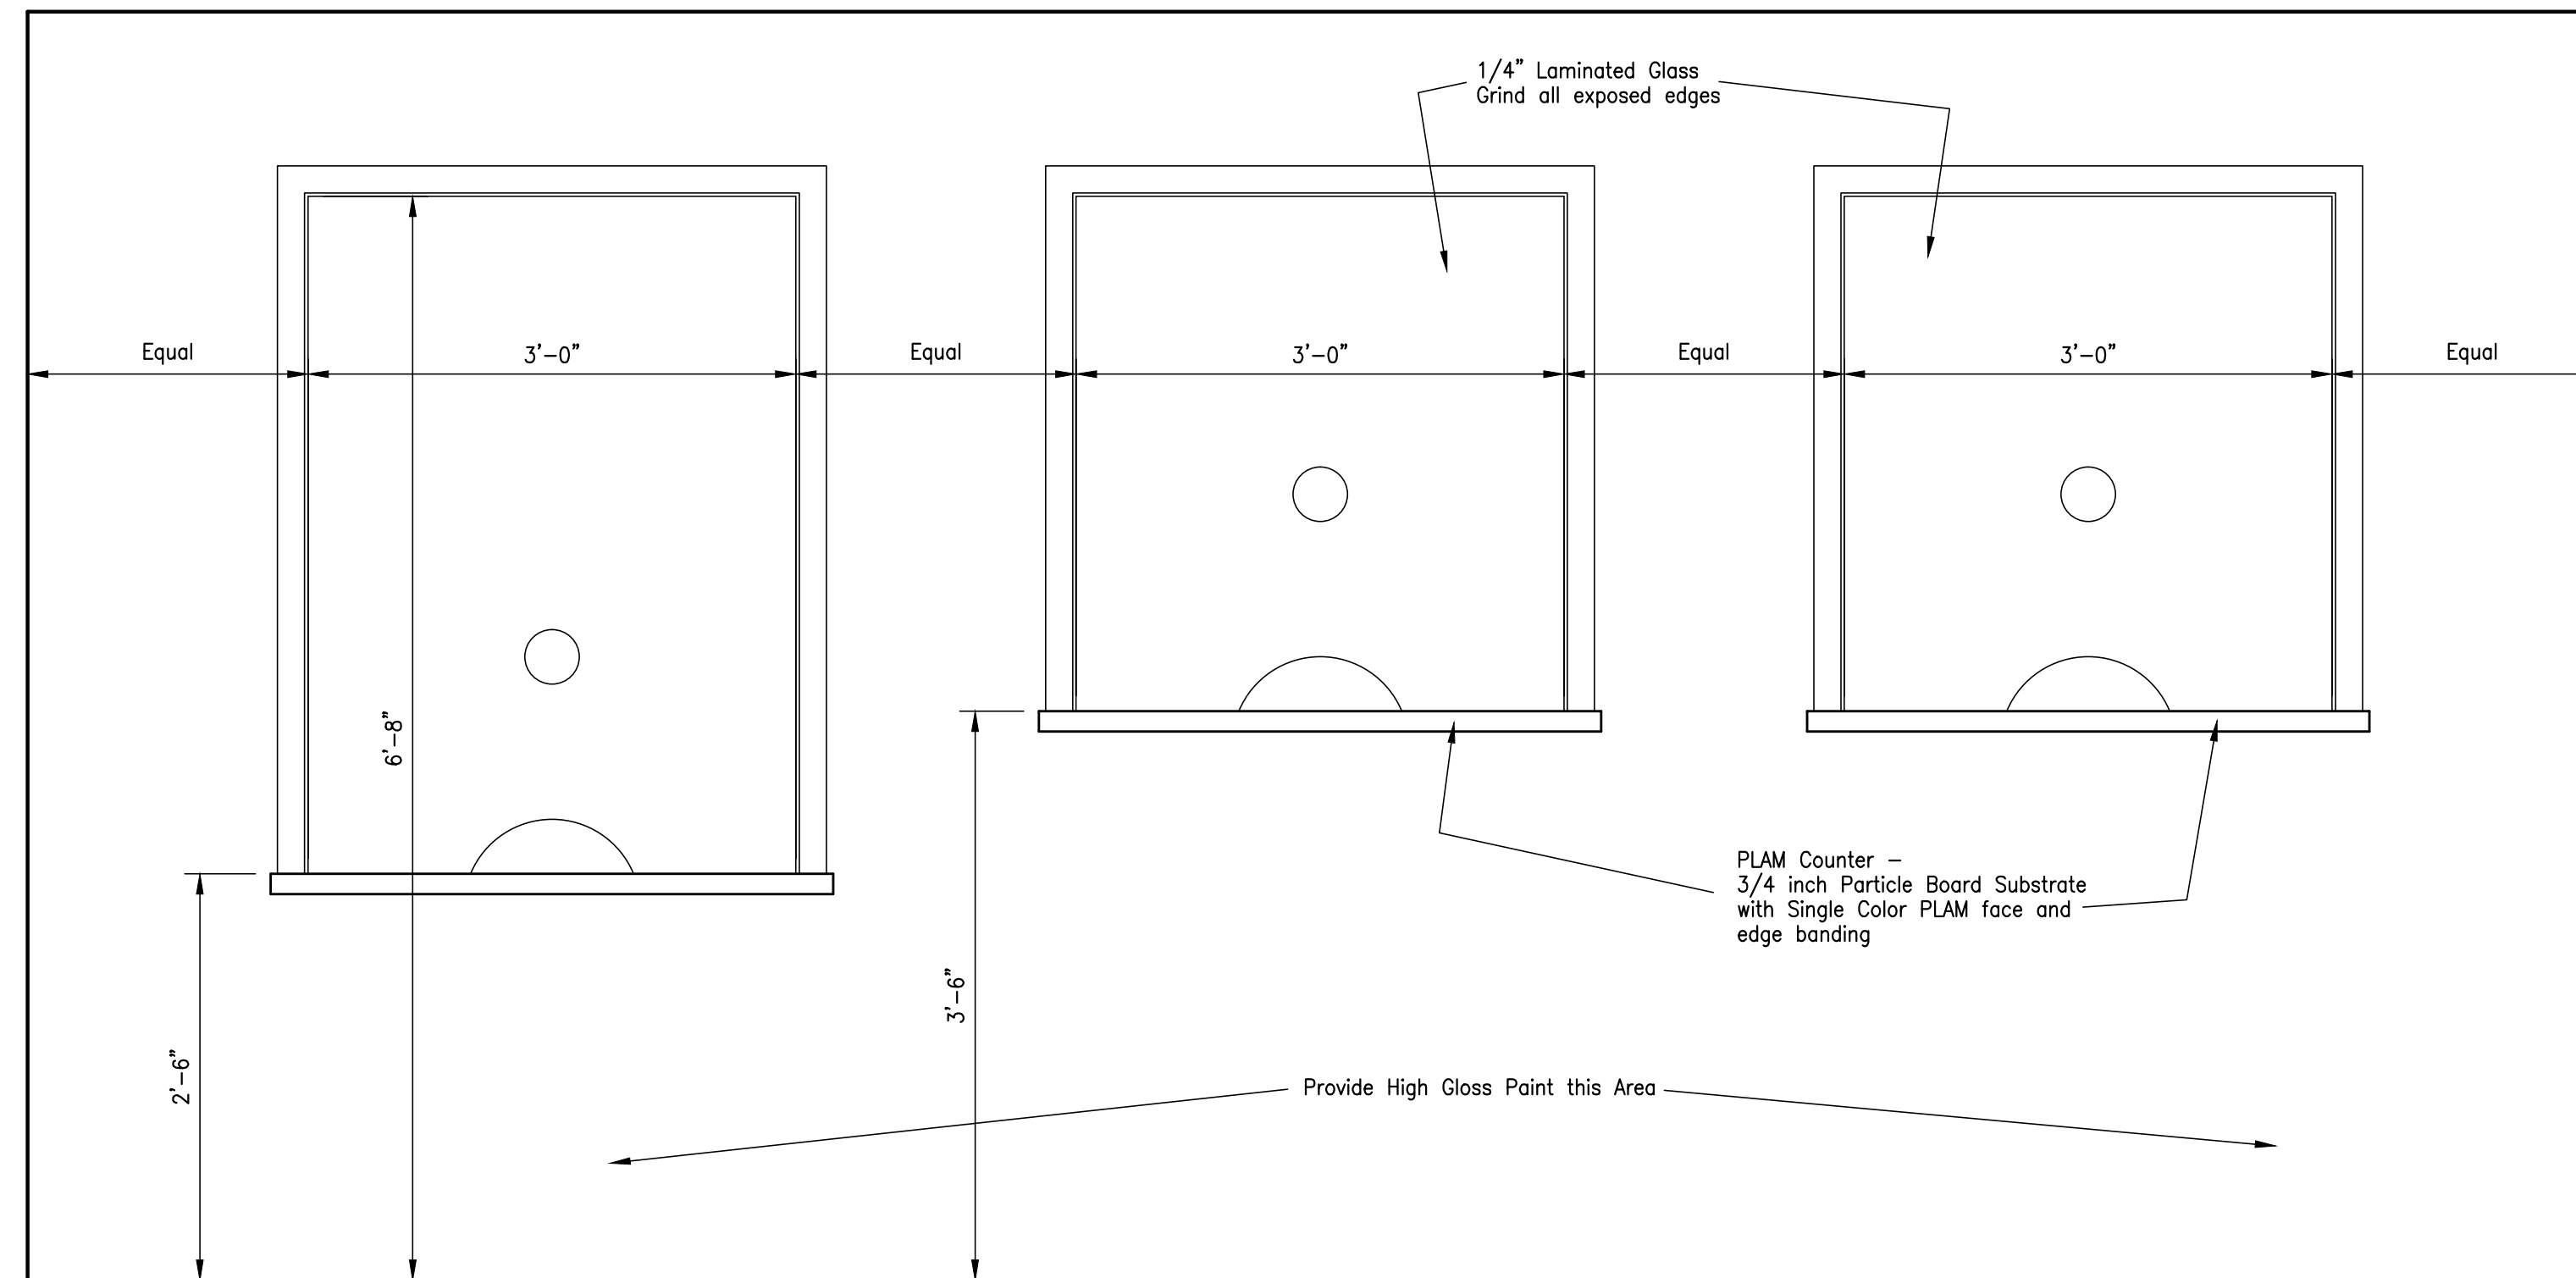 1/4” Laminated Glass
Grind all exposed edges
Equal
3’-0”
Equal
3’-0”
Equal
3’-0”
Equal
6’-8”
PLAM Counter -
3/4 inch Particle Board Substrate
with Single Color PLAM face and
edge banding
3’-6”
2’-6”
Provide High Gloss Paint this Area